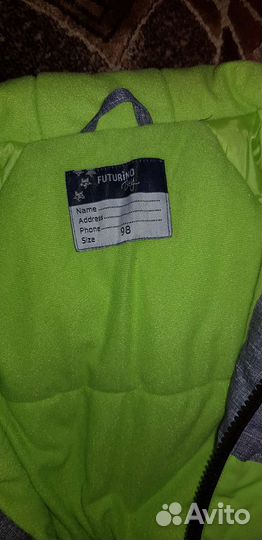 FUTURINO
Name
Address
Phone
Size 98
Avito